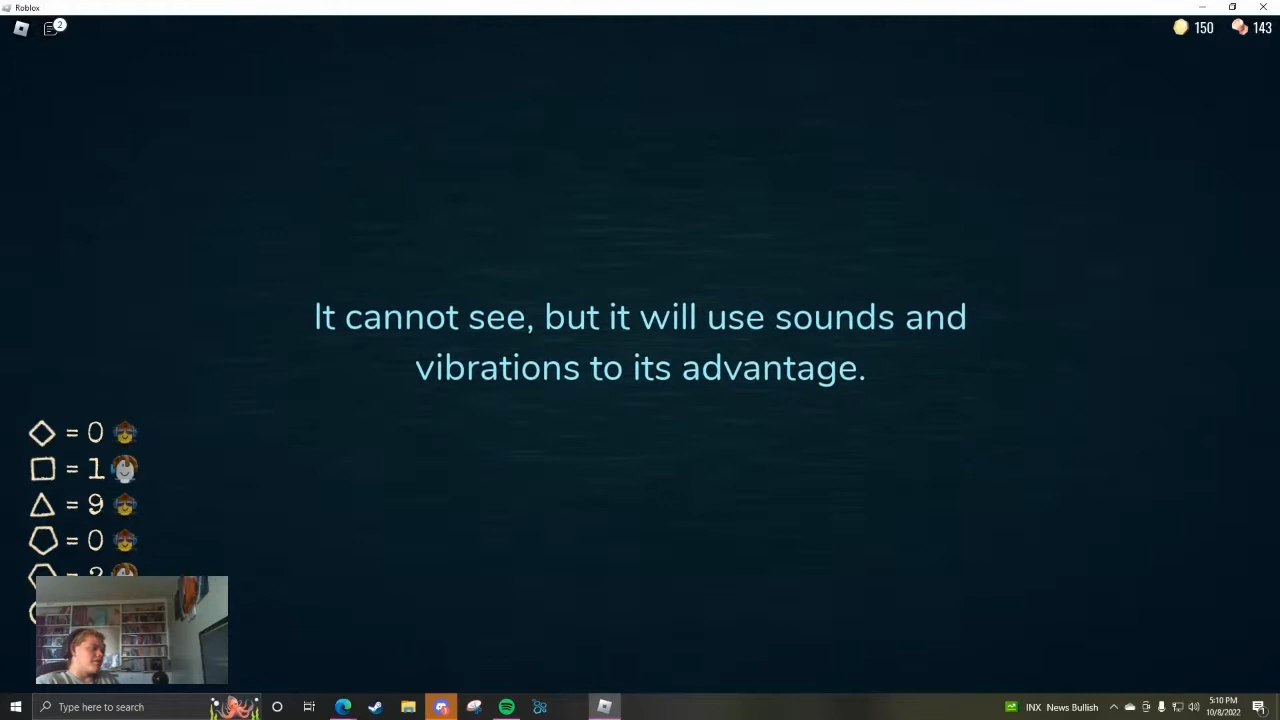 Roblox
2
150
143
It cannot see, but it will use sounds and
vibrations to its advantage.
= 0
= 1
= 9
= 0
Type here to search
INX News Bullish
5:10 PM
10/8/2022